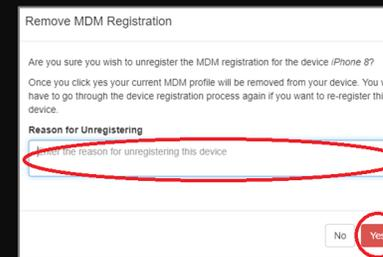 Remove MDM Registration
Are you sure you wish to unregister the MDM registration for the device iPhone 8?
Once you click yes your current MDM profile will be removed from your device. You
have to go through the device registration process again if you want to re-register
device.
Reason for Unregistering
Enter the reason for unregistering this device
No
Yes